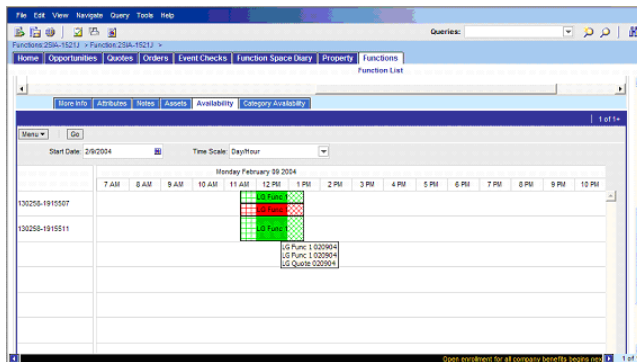 File Edit View Navigate Query Tools Help
Queries:
Functions:2SIA-1521J > Function:2SIA-1521J >
Home Opportunities Quotes Orders Event Checks Function Space Diary Property Functions
Function List
More Info Attributes Notes Assets Availability Category Availability
1 of 1+
Menu Go
Start Date: 2/9/2004 Time Scale: Day/Hour
Monday February 09 2004
7 AM 8 AM 9 AM 10 AM 11 AM 12 PM 1 PM 2 PM 3 PM 4 PM 5 PM 6 PM 7 PM 8 PM 9 PM 10 PM
130258-1915507 LG Func 1
LG Func 1
130258-1915511 LG Func 1
LG Func 1 020904
LG Func 1 020904
LG Quote 020904
Open enrollment for all company benefits begins nex
1 of